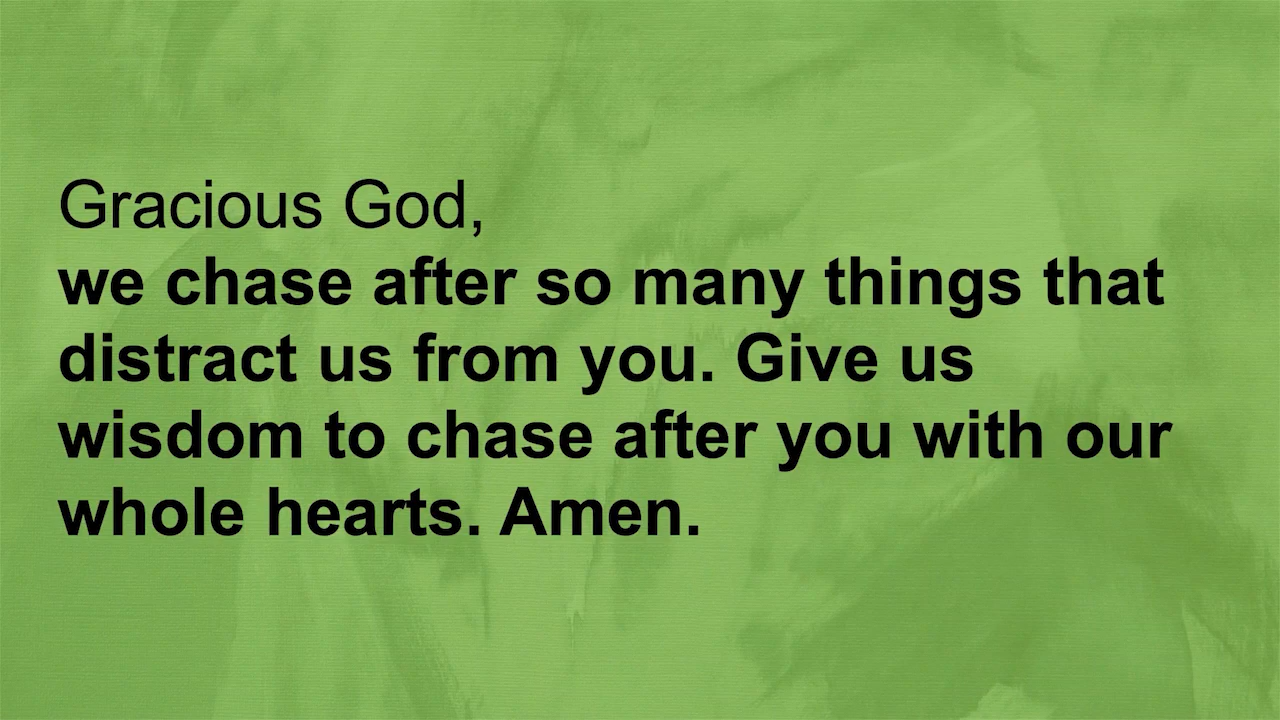 Gracious God,
we chase after so many things that
distract us from you. Give us
wisdom to chase after you with our
whole hearts. Amen.